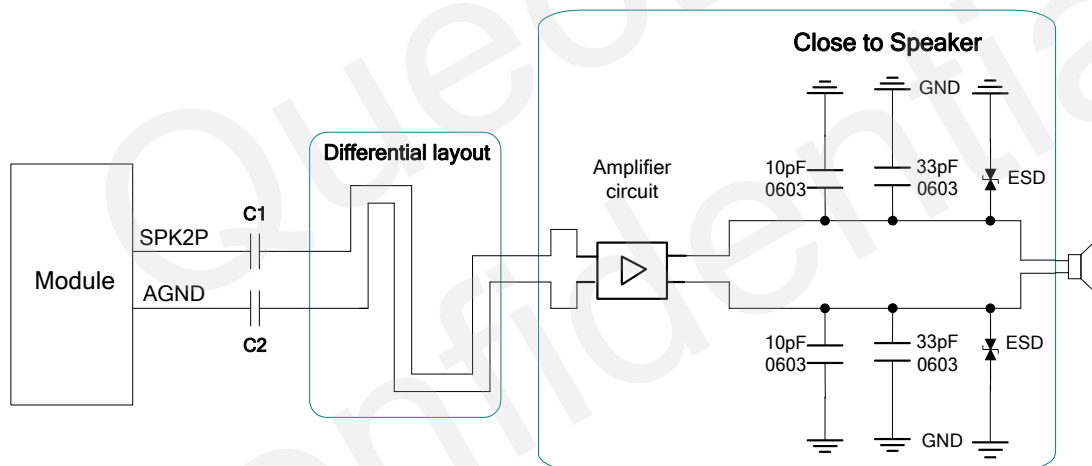 Close to Speaker
GND
Differential layout
Amplifier
circuit
10pF
0603
33pF
0603
ESD
C1
SPK2P
Module
AGND
C2
10pF
0603
33pF
0603
ESD
GND